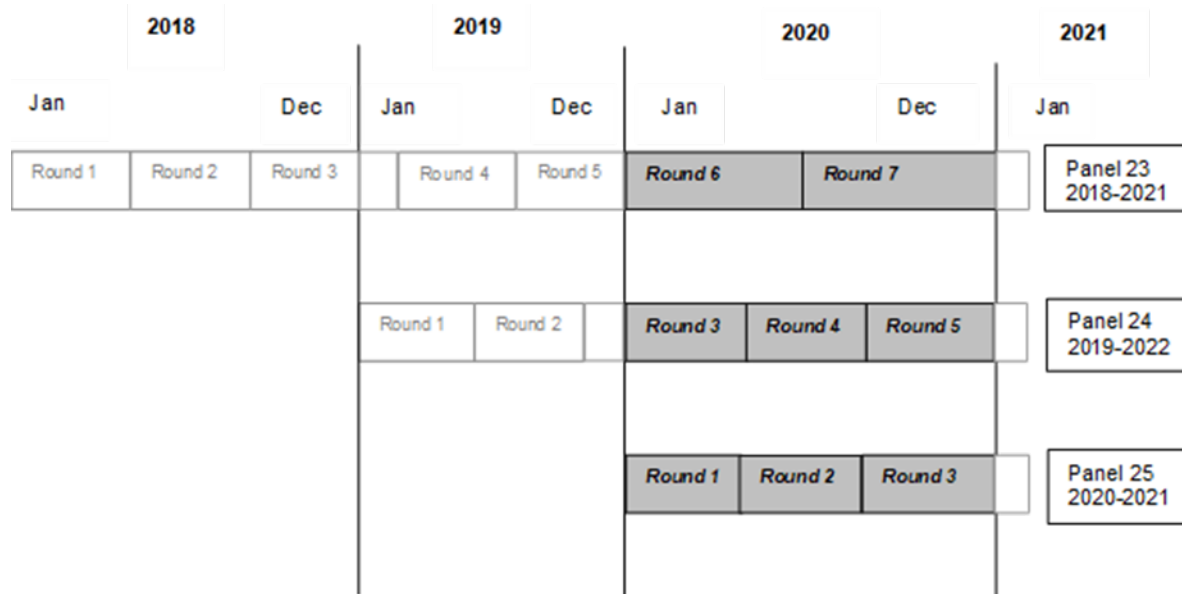 2018 2019 2020 2021
Jan Dec Jan Dec Jan Dec Jan
Round 1 Round 2 Round 3 Round 4 Round 5 Round 6 Round 7 Panel 23
2018-2021
Round 1 Round 2 Round 3 Round 4 Round 5 Panel 24
2019-2022
Round 1 Round 2 Round 3 Panel 25
2020-2021